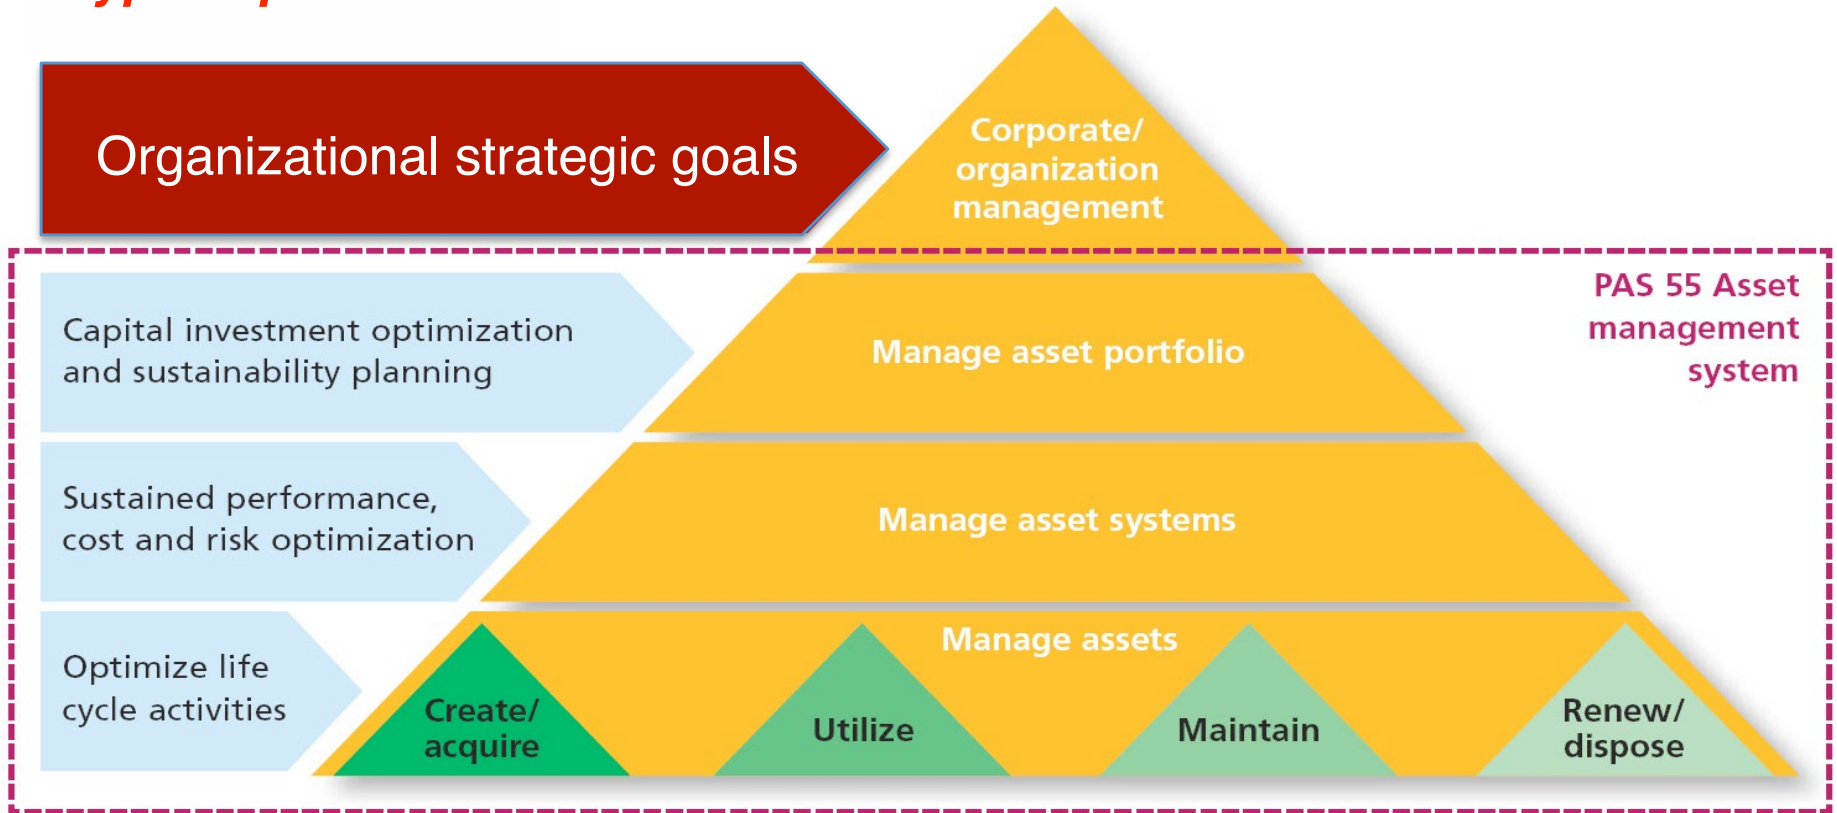 Organizational strategic goals
Corporate/
organization
management
PAS 55 Asset
management
system
Capital investment optimization
and sustainability planning
Manage asset portfolio
Sustained performance,
cost and risk optimization
Manage asset systems
Optimize life
cycle activities
Manage assets
Create/
acquire
Utilize
Maintain
Renew/
dispose